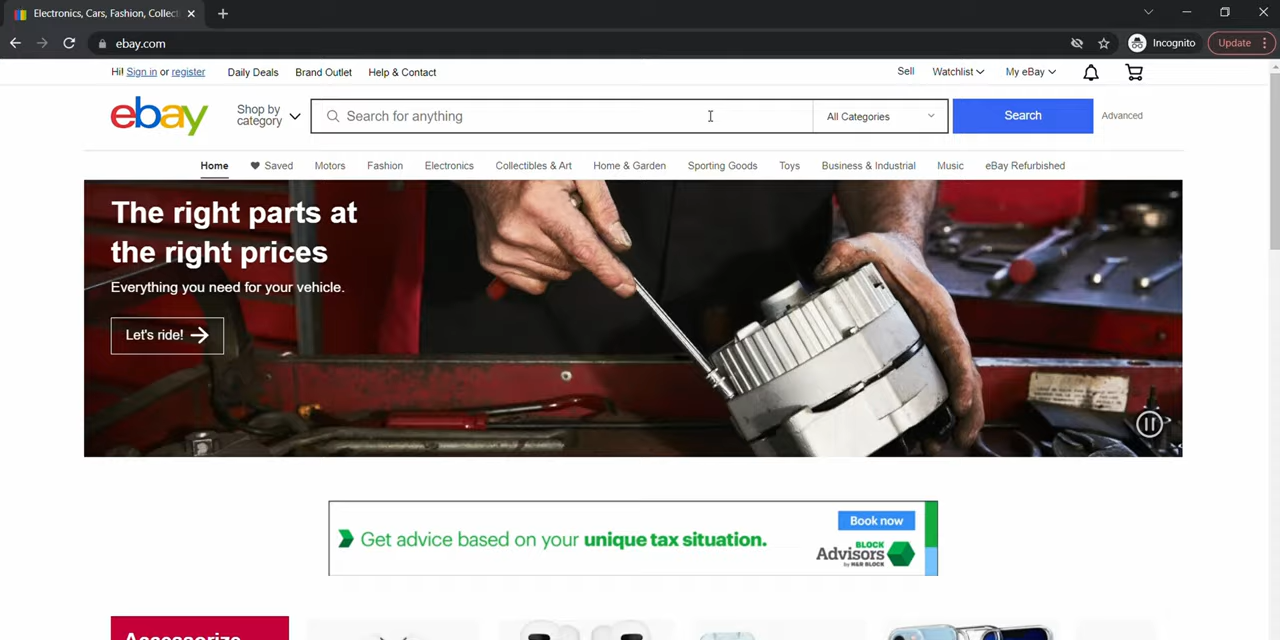 Electronics, Cars, Fashion, Collect
ebay.com
Incognito
Update
Hi! Sign in or register
Daily Deals
Brand Outlet
Help & Contact
Sell
Watchlist
My eBay
ebay
Shop by
category
Search for anything
All Categories
Search
Advanced
Home
Saved
Motors
Fashion
Electronics
Collectibles & Art
Home & Garden
Sporting Goods
Toys
Business & Industrial
Music
eBay Refurbished
The right parts at
the right prices
Everything you need for your vehicle.
Let's ride!
Get advice based on your unique tax situation.
Book now
BLOCK
Advisors
by H&R BLOCK
Accessorize